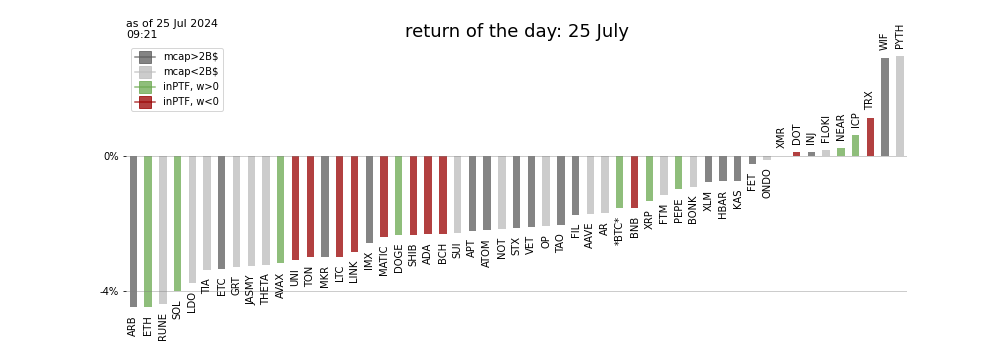 as of 25 Jul 2024
09:21
return of the day: 25 July
mcap>2B$
mcap<2B$
inPTF, w>0
inPTF, w<0
0%
-4%
ARB
ETH
RUNE
SOL
LDO
TIA
ETC
GRT
JASMY
THETA
AVAX
UNI
TON
MKR
LTC
LINK
IMX
MATIC
DOGE
SHIB
ADA
BCH
SUI
APT
ATOM
NOT
STX
VET
OP
TAO
FIL
AAVE
AR
*BTC*
BNB
XRP
FTM
PEPE
BONK
XLM
HBAR
KAS
FET
ONDO
XMR
DOT
INJ
FLOKI
NEAR
ICP
TRX
WIF
PYTH